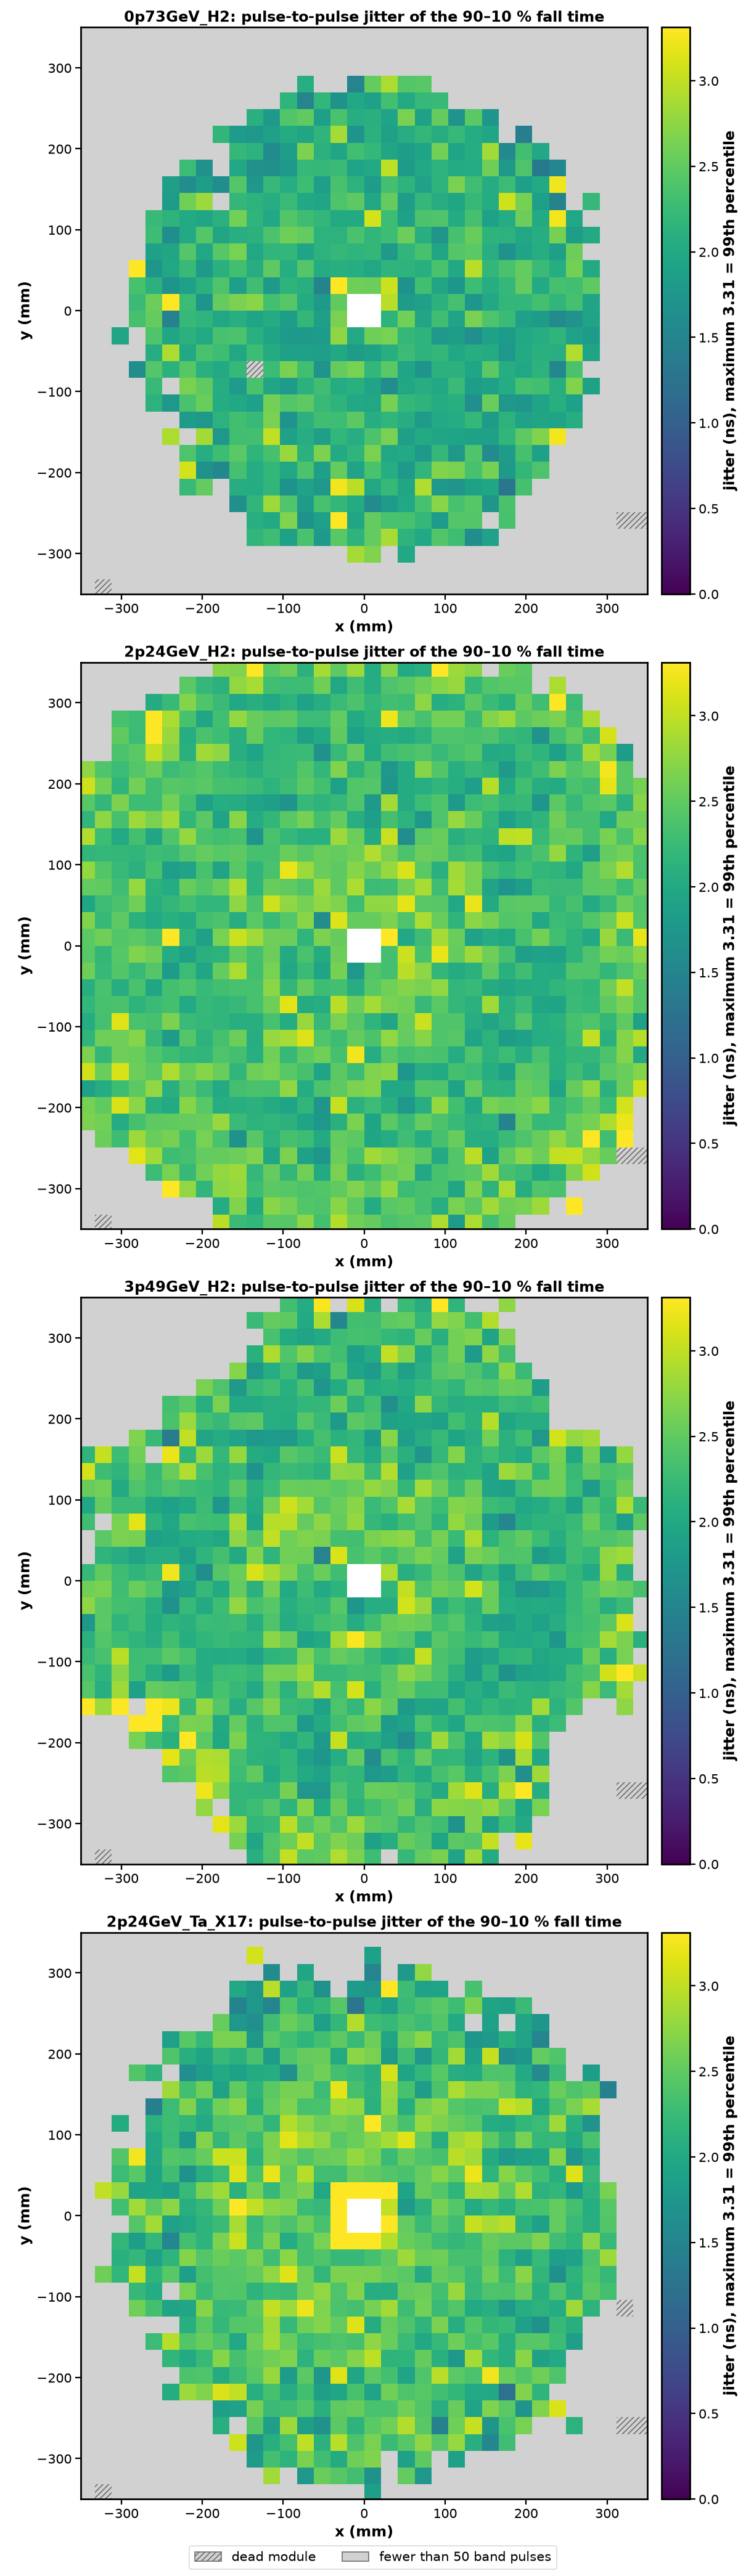 0p73GeV_H2: pulse-to-pulse jitter of the 90–10 % fall time
300
200
100
0
−100
−200
−300
y (mm)
−300 −200 −100 0 100 200 300
x (mm)
3.0
2.5
2.0
1.5
1.0
0.5
0.0
jitter (ns), maximum 3.31 = 99th percentile
2p24GeV_H2: pulse-to-pulse jitter of the 90–10 % fall time
300
200
100
0
−100
−200
−300
y (mm)
−300 −200 −100 0 100 200 300
x (mm)
3.0
2.5
2.0
1.5
1.0
0.5
0.0
jitter (ns), maximum 3.31 = 99th percentile
3p49GeV_H2: pulse-to-pulse jitter of the 90–10 % fall time
300
200
100
0
−100
−200
−300
y (mm)
−300 −200 −100 0 100 200 300
x (mm)
3.0
2.5
2.0
1.5
1.0
0.5
0.0
jitter (ns), maximum 3.31 = 99th percentile
2p24GeV_Ta_X17: pulse-to-pulse jitter of the 90–10 % fall time
300
200
100
0
−100
−200
−300
y (mm)
−300 −200 −100 0 100 200 300
x (mm)
3.0
2.5
2.0
1.5
1.0
0.5
0.0
jitter (ns), maximum 3.31 = 99th percentile
dead module fewer than 50 band pulses